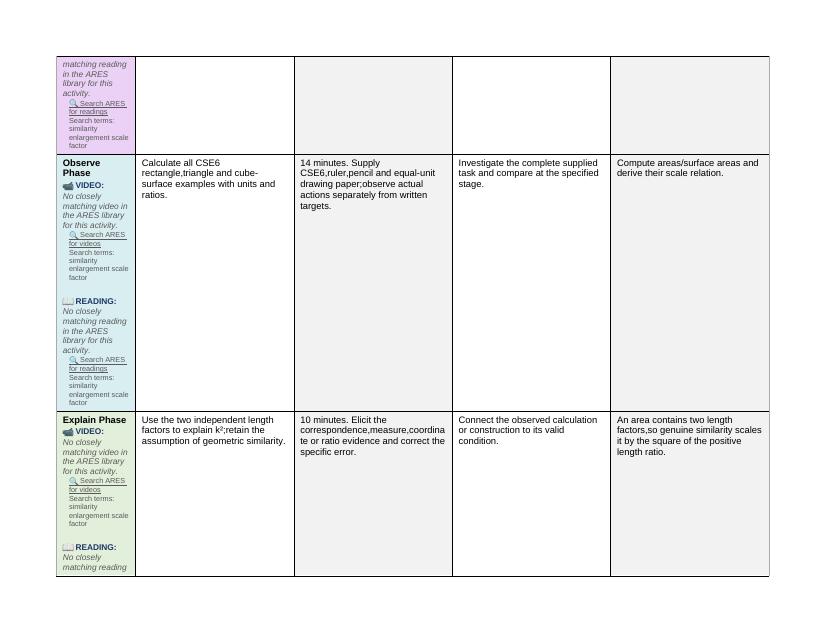 matching reading
in the ARES
library for this
activity.
🔍 Search ARES
for readings
Search terms:
similarity
enlargement scale
factor
Observe
Phase
📹 VIDEO:
No closely
matching video in
the ARES library
for this activity.
🔍 Search ARES
for videos
Search terms:
similarity
enlargement scale
factor
📖 READING:
No closely
matching reading
in the ARES
library for this
activity.
🔍 Search ARES
for readings
Search terms:
similarity
enlargement scale
factor
Calculate all CSE6
rectangle,triangle and cube-
surface examples with units and
ratios.
14 minutes. Supply
CSE6,ruler,pencil and equal-unit
drawing paper;observe actual
actions separately from written
targets.
Investigate the complete supplied
task and compare at the specified
stage.
Compute areas/surface areas and
derive their scale relation.
Explain Phase
📹 VIDEO:
No closely
matching video in
the ARES library
for this activity.
🔍 Search ARES
for videos
Search terms:
similarity
enlargement scale
factor
📖 READING:
No closely
matching reading
Use the two independent length
factors to explain k²;retain the
assumption of geometric similarity.
10 minutes. Elicit the
correspondence,measure,coordina
te or ratio evidence and correct the
specific error.
Connect the observed calculation
or construction to its valid
condition.
An area contains two length
factors,so genuine similarity scales
it by the square of the positive
length ratio.